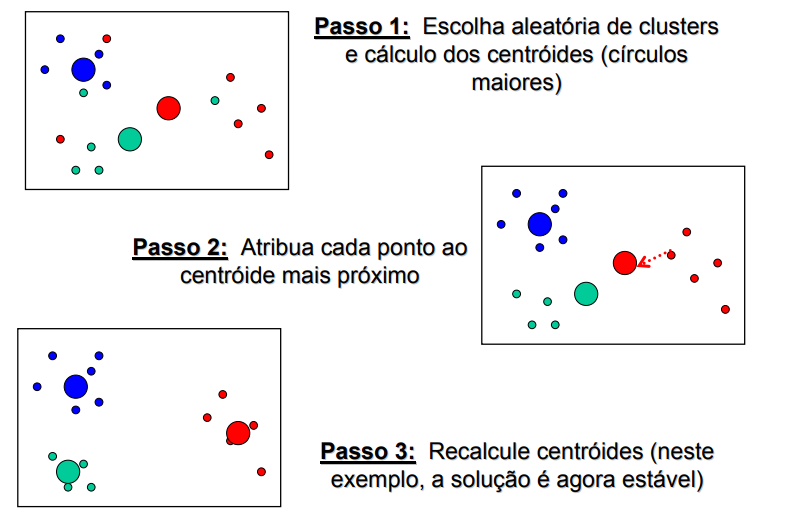 Passo 1: Escolha aleatória de clusters
e cálculo dos centróides (círculos
maiores)
Passo 2: Atribua cada ponto ao
centróide mais próximo
Passo 3: Recalcule centróides (neste
exemplo, a solução é agora estável)